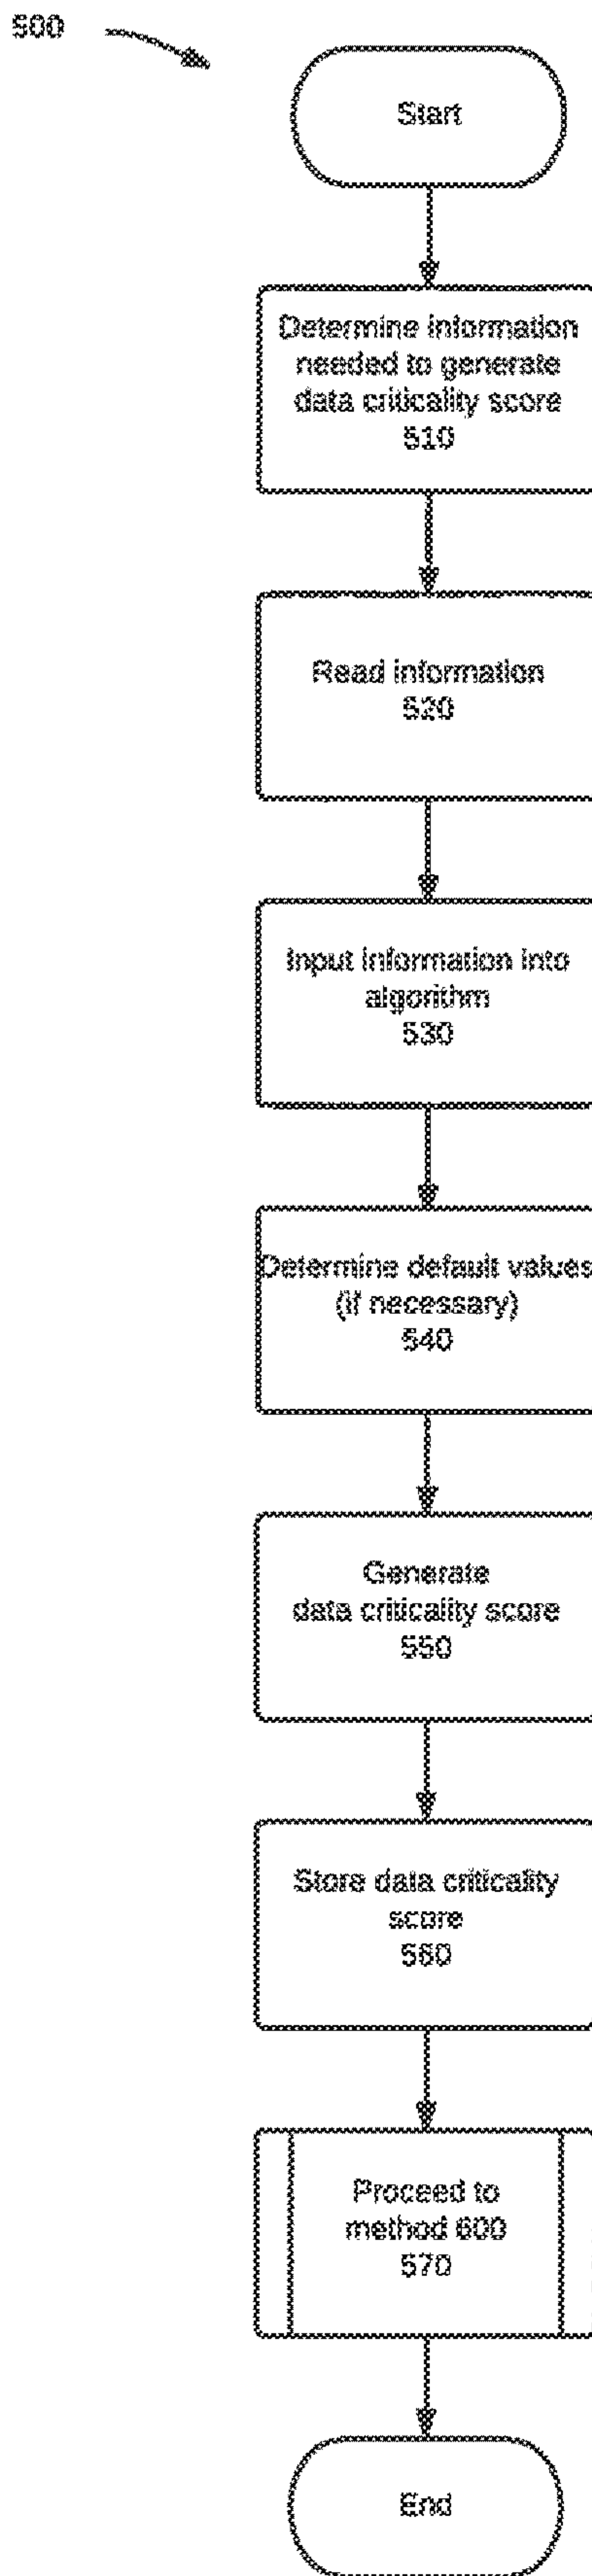 500
Start
Determine information
needed to generate
data criticality score
510
Read information
520
Input information into
algorithm
530
Determine default values
(if necessary)
540
Generate
data criticality score
550
Store data criticality
score
560
Proceed to
method 600
570
End